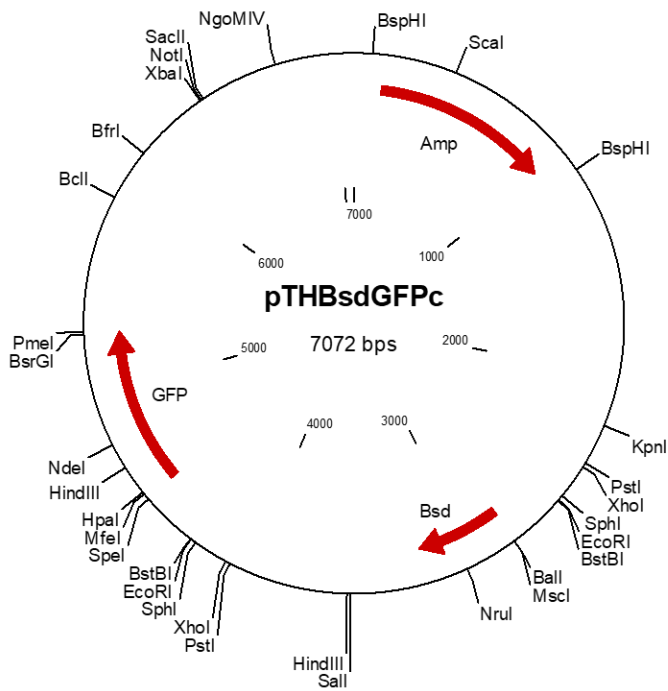 NgoMIV
BspHI
SacII
NotI
XbaI
ScaI
BfrI
Amp
BspHI
BclI
7000
1000
6000
pTHBsdGFPc
7072 bps
PmeI
BsrGI
5000
2000
GFP
4000
3000
KpnI
NdeI
HindIII
PstI
XhoI
HpaI
MfeI
SpeI
Bsd
SphI
EcoRI
BstBI
BstBI
EcoRI
SphI
BalI
MscI
XhoI
PstI
NruI
HindIII
SalI